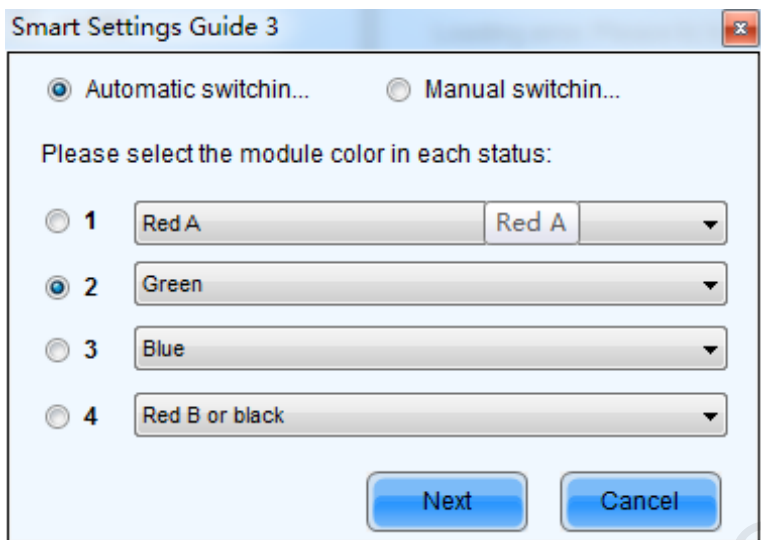 Smart Settings Guide 3
Automatic switchin... Manual switchin...
Please select the module color in each status:
1 Red A Red A
2 Green
3 Blue
4 Red B or black
Next Cancel